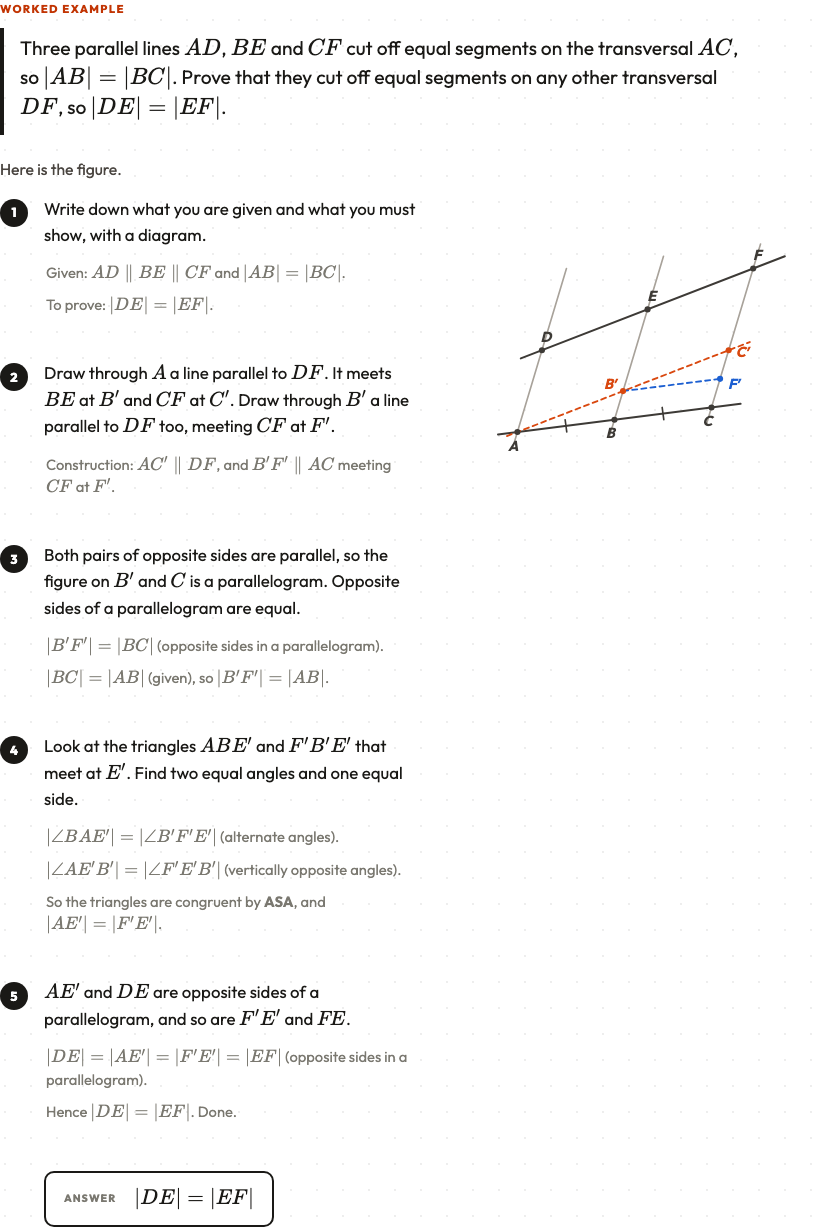 WORKED EXAMPLE
Three parallel lines AD, BE and CF cut off equal segments on the transversal AC,
so |AB| = |BC|. Prove that they cut off equal segments on any other transversal
DF, so |DE| = |EF|.
Here is the figure.
1
Write down what you are given and what you must
show, with a diagram.
Given: AD ∥ BE ∥ CF and |AB| = |BC|.
To prove: |DE| = |EF|.
2
Draw through A a line parallel to DF. It meets
BE at B′ and CF at C′. Draw through B′ a line
parallel to DF too, meeting CF at F′.
Construction: AC′ ∥ DF, and B′F′ ∥ AC meeting
CF at F′.
3
Both pairs of opposite sides are parallel, so the
figure on B′ and C is a parallelogram. Opposite
sides of a parallelogram are equal.
|B′F′| = |BC| (opposite sides in a parallelogram).
|BC| = |AB| (given), so |B′F′| = |AB|.
4
Look at the triangles ABE′ and F′B′E′ that
meet at E′. Find two equal angles and one equal
side.
|∠BAE′| = |∠B′F′E′| (alternate angles).
|∠AE′B′| = |∠F′E′B′| (vertically opposite angles).
So the triangles are congruent by ASA, and
|AE′| = |F′E′|.
5
AE′ and DE are opposite sides of a
parallelogram, and so are F′E′ and FE.
|DE| = |AE′| = |F′E′| = |EF| (opposite sides in a
parallelogram).
Hence |DE| = |EF|. Done.
ANSWER |DE| = |EF|
F
E
D
C′
B′
F′
C
B
A